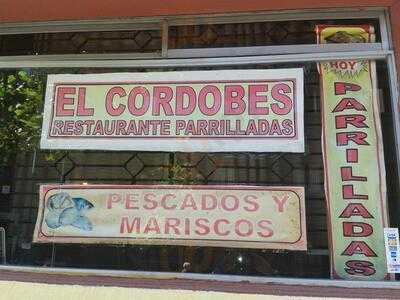 EL CORDOBES
RESTAURANTE PARRILLADAS
PESCADOS Y
MARISCOS
HOY
PARRILLADAS